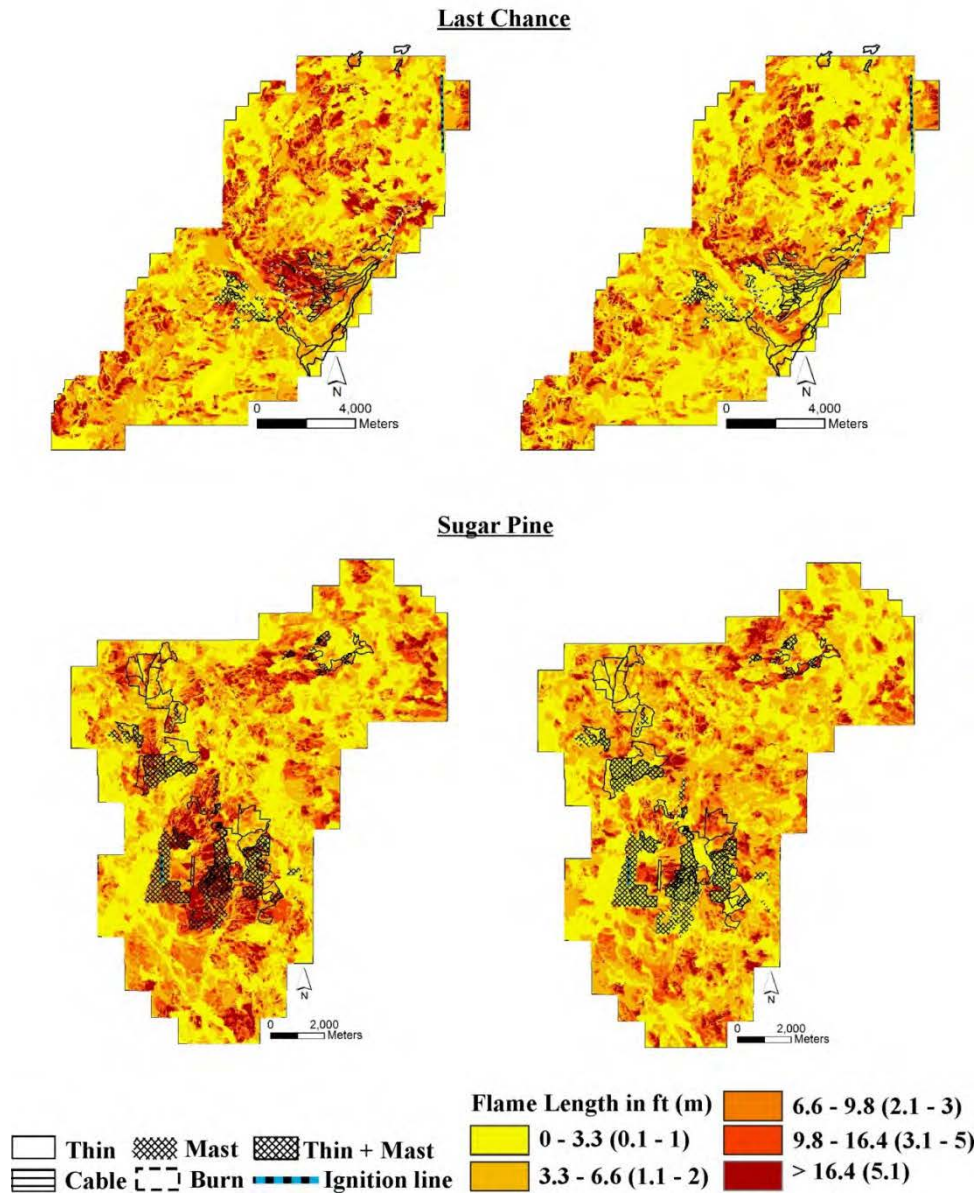 Last Chance
N
0 4,000
Meters
N
0 4,000
Meters
Sugar Pine
N
0 2,000
Meters
N
0 2,000
Meters
Flame Length in ft (m)
0 - 3.3 (0.1 - 1)
3.3 - 6.6 (1.1 - 2)
6.6 - 9.8 (2.1 - 3)
9.8 - 16.4 (3.1 - 5)
> 16.4 (5.1)
Thin Mast Thin + Mast
Cable Burn Ignition line